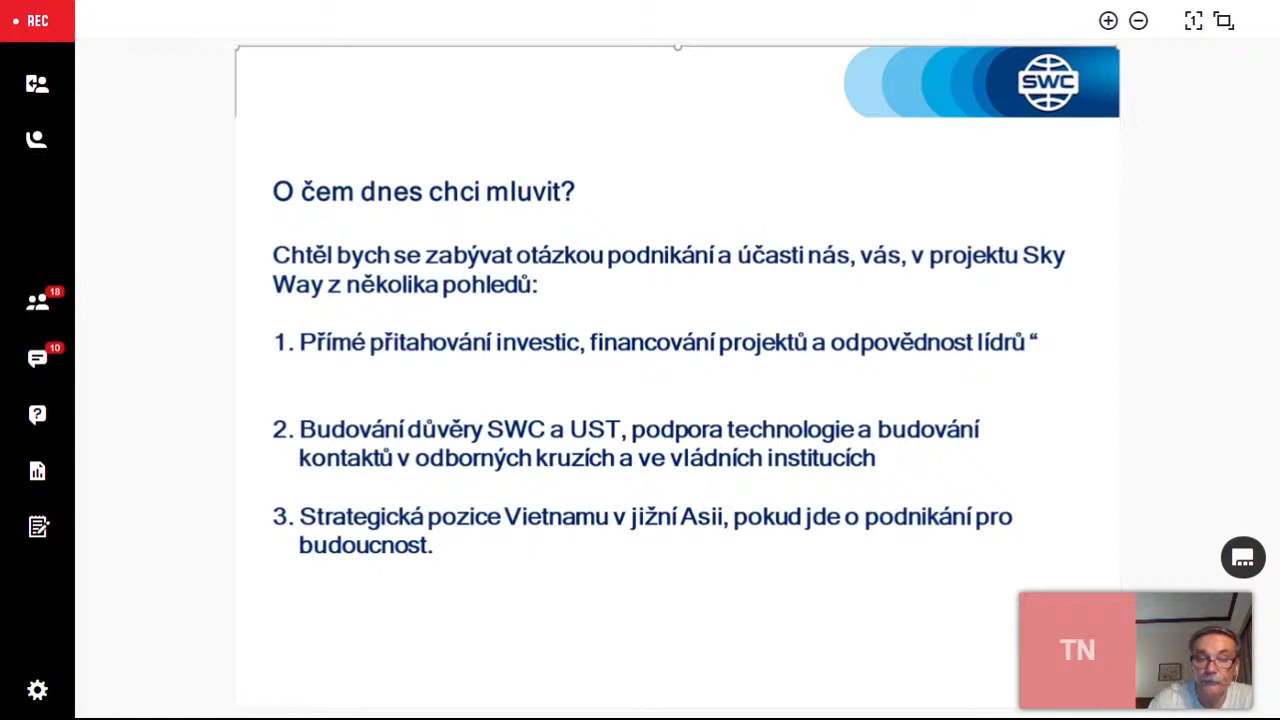 REC
SWC
O čem dnes chci mluvit?
Chtěl bych se zabývat otázkou podnikání a účasti nás, vás, v projektu Sky
Way z několika pohledů:
1. Přímé přitahování investic, financování projektů a odpovědnost lídrů “
18
10
2. Budování důvěry SWC a UST, podpora technologie a budování
kontaktů v odborných kruzích a ve vládních institucích
3. Strategická pozice Vietnamu v jižní Asii, pokud jde o podnikání pro
budoucnost.
TN